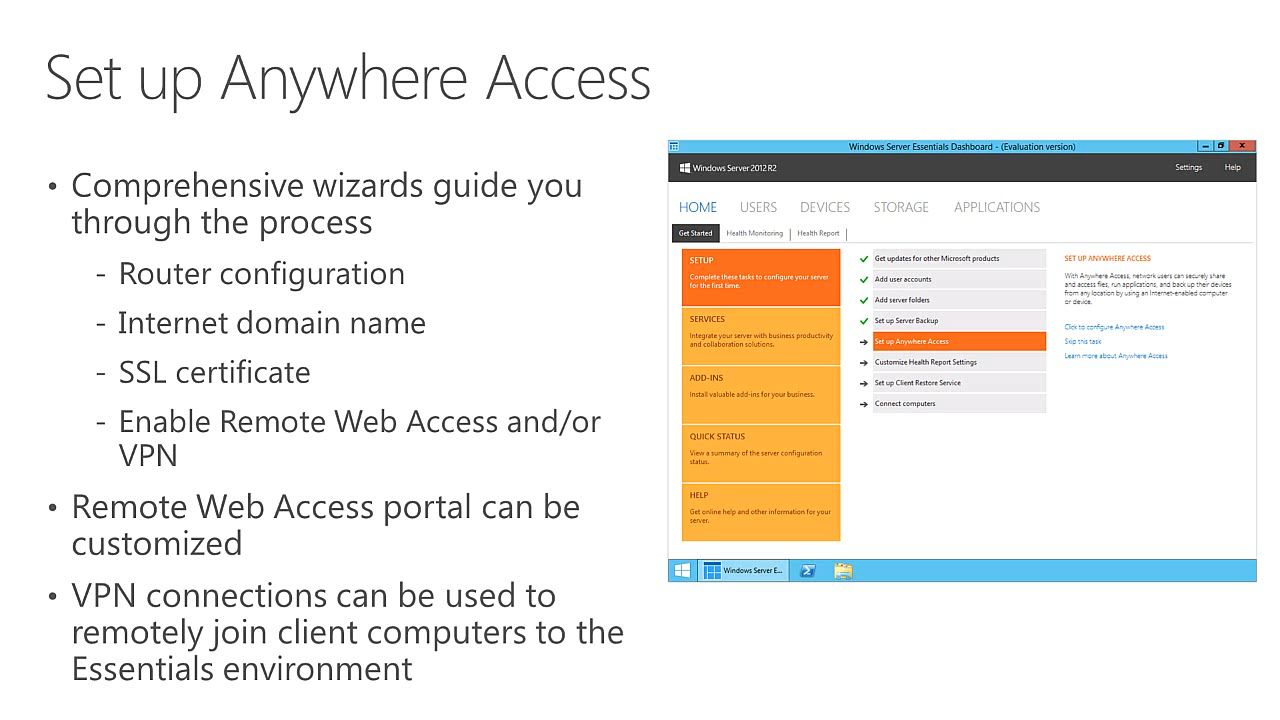 Set up Anywhere Access
• Comprehensive wizards guide you
through the process
- Router configuration
- Internet domain name
- SSL certificate
- Enable Remote Web Access and/or
VPN
• Remote Web Access portal can be
customized
• VPN connections can be used to
remotely join client computers to the
Essentials environment
Windows Server Essentials Dashboard - (Evaluation version)
Windows Server 2012 R2
Settings Help
HOME USERS DEVICES STORAGE APPLICATIONS
Get Started | Health Monitoring | Health Report |
SETUP
Complete these tasks to configure your server
for the first time.
SERVICES
Integrate your server with business productivity
and collaboration solutions.
ADD-INS
Install valuable add-ins for your business.
QUICK STATUS
View a summary of the server configuration
status.
HELP
Get online help and other information for your
server.
Get updates for other Microsoft products
Add user accounts
Add server folders
Set up Server Backup
Set up Anywhere Access
Customize Health Report Settings
Set up Client Restore Service
Connect computers
SET UP ANYWHERE ACCESS
With Anywhere Access, network users can securely share
and access files, run applications, and back up their devices
from any location by using an Internet-enabled computer
or device.
Click to configure Anywhere Access
Skip this task
Learn more about Anywhere Access
Windows Server E...